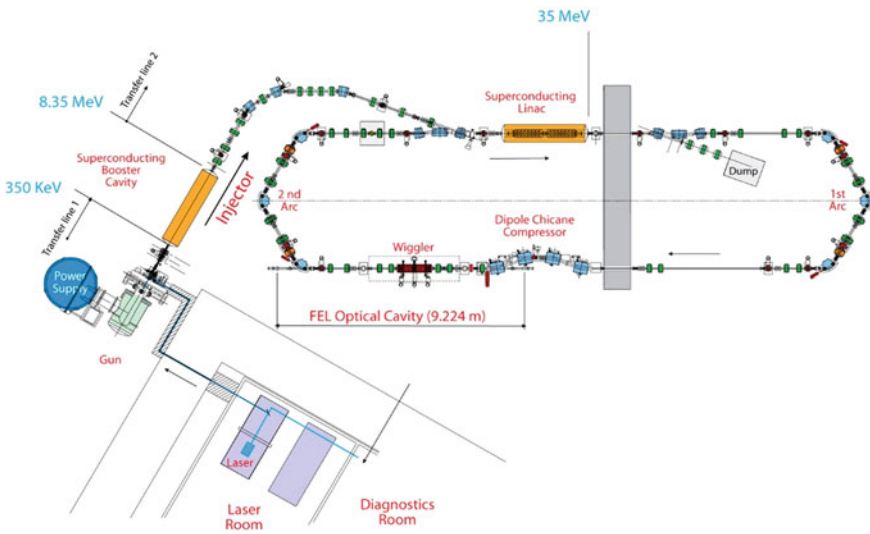 35 MeV
Transfer line 2
8.35 MeV
Superconducting
Linac
Superconducting
Booster
Cavity
350 KeV
Injector
Transfer line 1
2 nd
Arc
Dump
1st
Arc
Dipole Chicane
Compressor
Wiggler
Power
Supply
FEL Optical Cavity (9.224 m)
Gun
Laser
Laser
Room
Diagnostics
Room